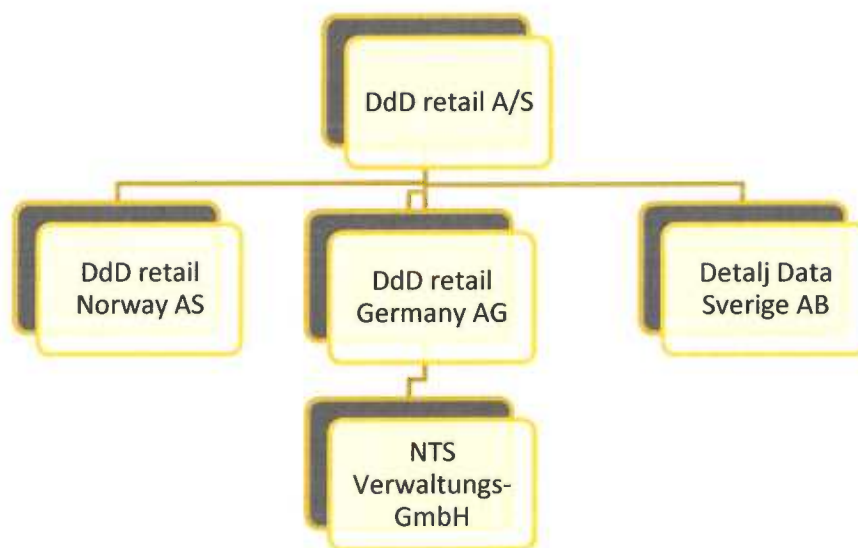 DdD retail A/S
DdD retail
Norway AS
DdD retail
Germany AG
Detalj Data
Sverige AB
NTS
Verwaltungs-
GmbH